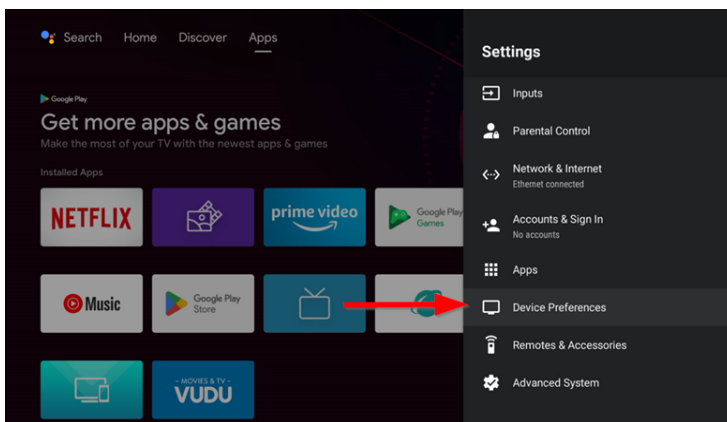 Search Home Discover Apps
Google Play
Get more apps & games
Make the most of your TV with the newest apps & games
Installed Apps
NETFLIX
prime video
Google Play
Games
Music
Google Play
Store
- MOVIES & TV -
VUDU
Settings
Inputs
Parental Control
Network & Internet
Ethernet connected
Accounts & Sign In
No accounts
Apps
Device Preferences
Remotes & Accessories
Advanced System